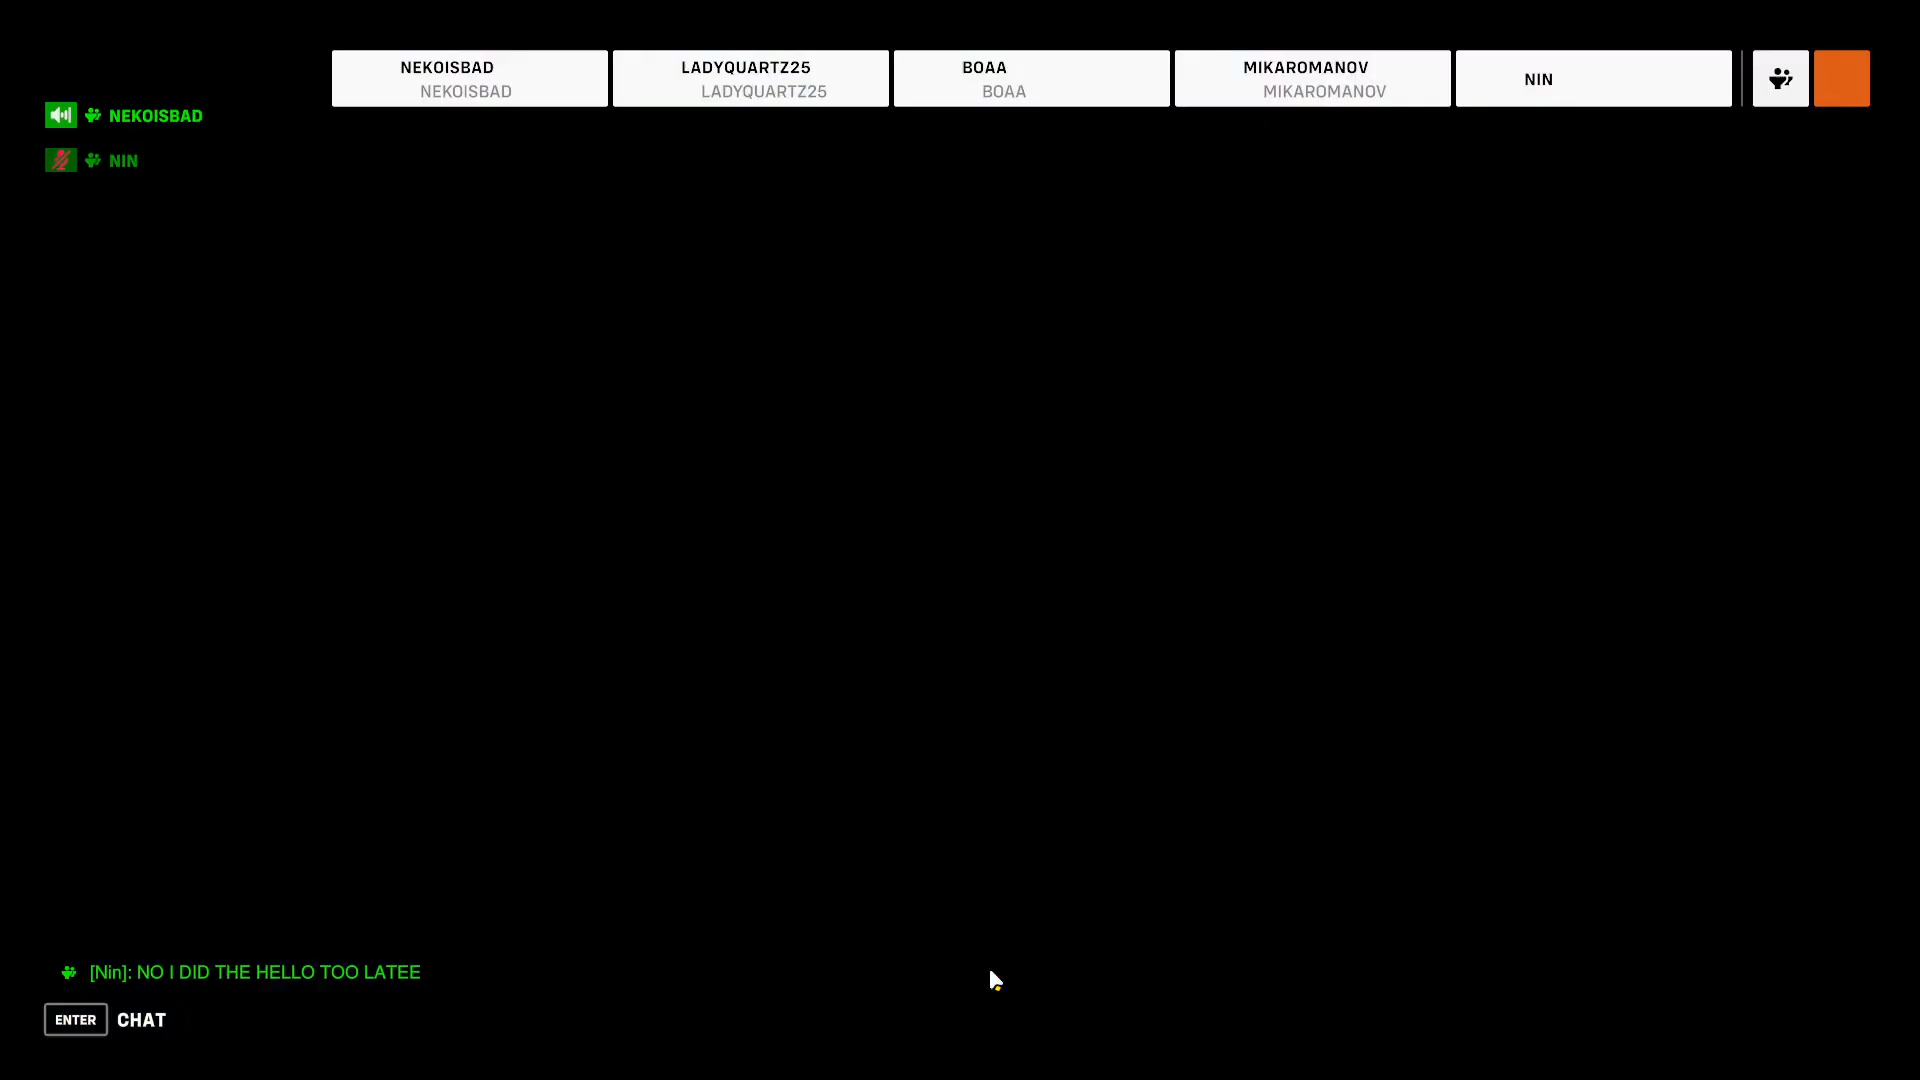 NEKOISBAD
NEKOISBAD
LADYQUARTZ25
LADYQUARTZ25
BOAA
BOAA
MIKAROMANOV
MIKAROMANOV
NIN
NEKOISBAD
NIN
[Nin]: NO I DID THE HELLO TOO LATEE
ENTER CHAT